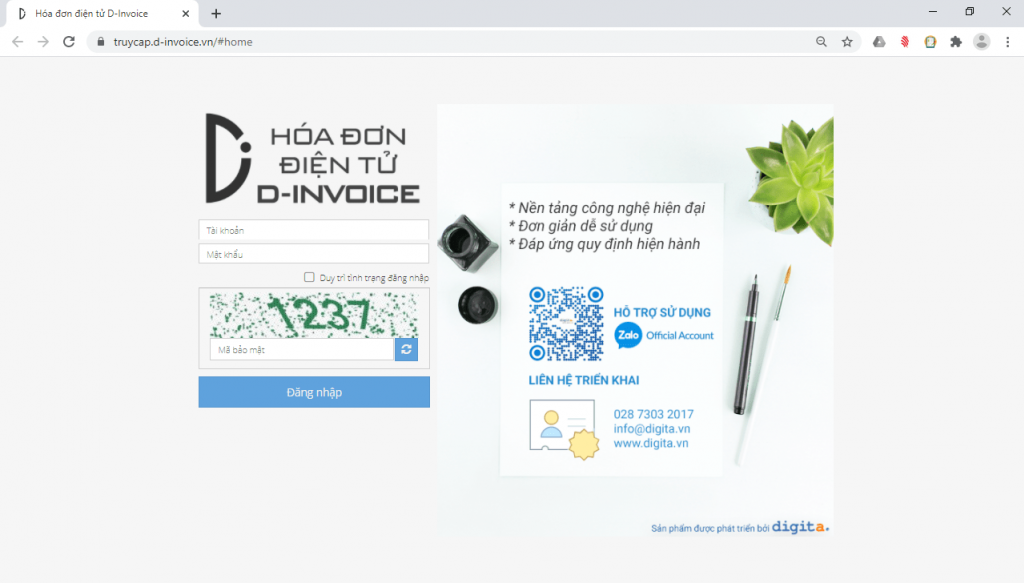 Hóa đơn điện tử D-Invoice
truycap.d-invoice.vn/#home
HÓA ĐƠN
ĐIỆN TỬ
D-INVOICE
Tài khoản
Mật khẩu
Duy trì tình trạng đăng nhập
1237
Mã bảo mật
Đăng nhập
* Nền tảng công nghệ hiện đại
* Đơn giản dễ sử dụng
* Đáp ứng quy định hiện hành
HỖ TRỢ SỬ DỤNG
Zalo Official Account
LIÊN HỆ TRIỂN KHAI
028 7303 2017
info@digita.vn
www.digita.vn
Sản phẩm được phát triển bởi digita.